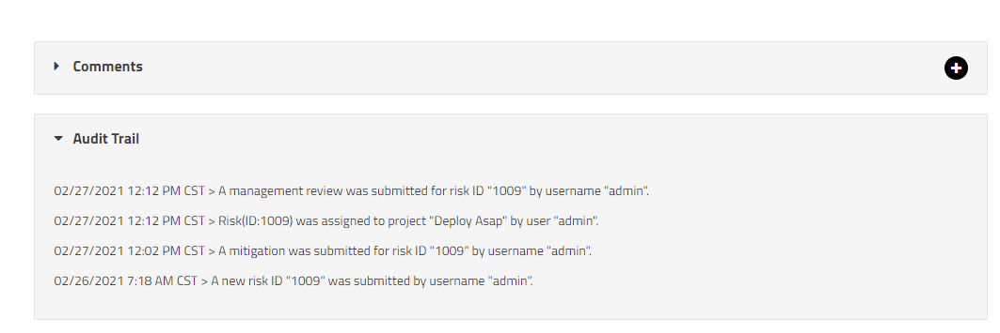 Comments
Audit Trail
02/27/2021 12:12 PM CST > A management review was submitted for risk ID "1009" by username "admin".
02/27/2021 12:12 PM CST > Risk(ID:1009) was assigned to project "Deploy Asap" by user "admin".
02/27/2021 12:02 PM CST > A mitigation was submitted for risk ID "1009" by username "admin".
02/26/2021 7:18 AM CST > A new risk ID "1009" was submitted by username "admin".